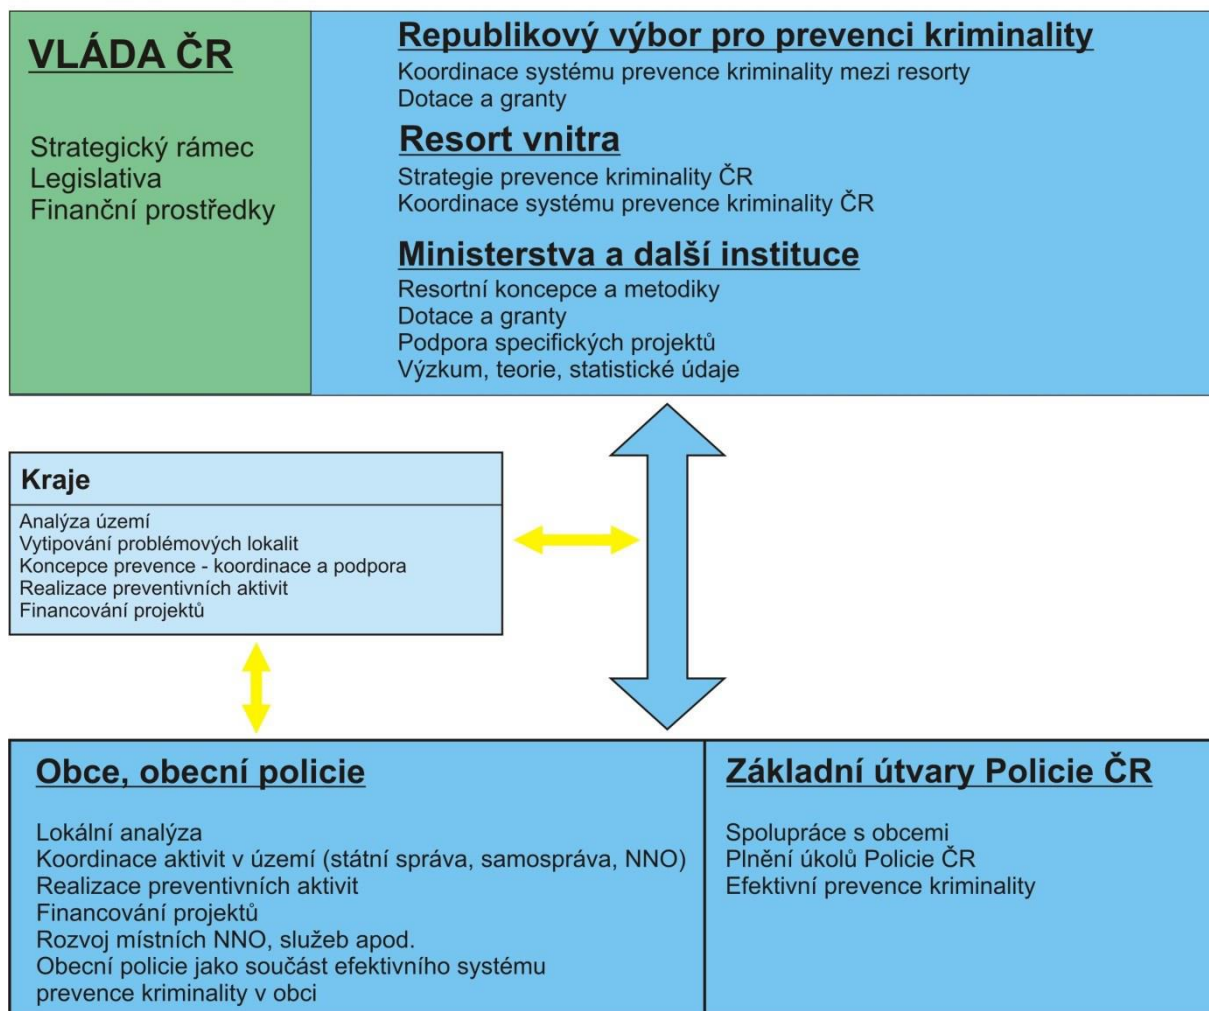 VLÁDA ČR
Strategický rámec
Legislativa
Finanční prostředky
Republikový výbor pro prevenci kriminality
Koordinace systému prevence kriminality mezi resorty
Dotace a granty
Resort vnitra
Strategie prevence kriminality ČR
Koordinace systému prevence kriminality ČR
Ministerstva a další instituce
Resortní koncepce a metodiky
Dotace a granty
Podpora specifických projektů
Výzkum, teorie, statistické údaje
Kraje
Analýza území
Vytipování problémových lokalit
Koncepce prevence - koordinace a podpora
Realizace preventivních aktivit
Financování projektů
Obce, obecní policie
Lokální analýza
Koordinace aktivit v území (státní správa, samospráva, NNO)
Realizace preventivních aktivit
Financování projektů
Rozvoj místních NNO, služeb apod.
Obecní policie jako součást efektivního systému
prevence kriminality v obci
Základní útvary Policie ČR
Spolupráce s obcemi
Plnění úkolů Policie ČR
Efektivní prevence kriminality